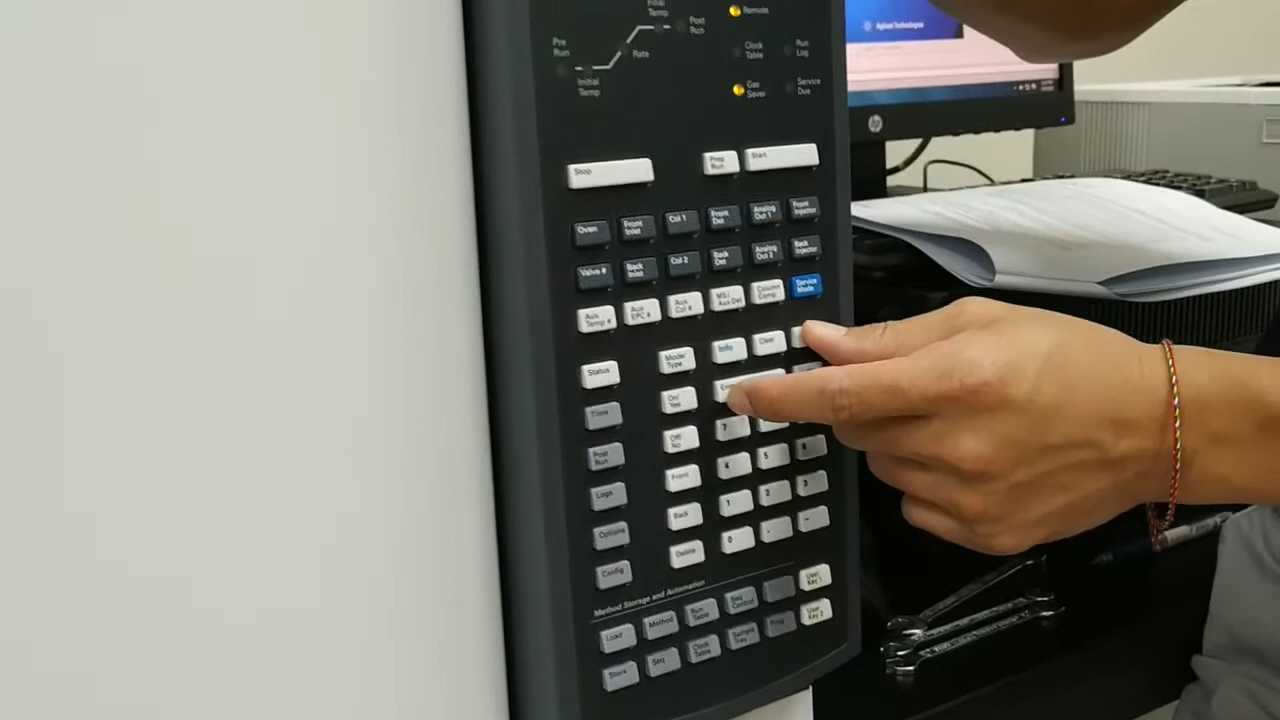 Final Temp
Post Run
Remote
Pre Run
Rate
Clock Table
Run Log
Initial Temp
Gas Saver
Service Due
Agilent Technologies
hp
Stop
Prep Run
Start
Oven
Front Inlet
Col 1
Front Det
Analog Out 1
Front Injector
Valve #
Back Inlet
Col 2
Back Det
Analog Out 2
Back Injector
Aux Temp #
Aux EPC #
Aux Col #
MS/ Aux Det
Column Comp
Service Mode
Status
Mode/ Type
Info
Clear
Time
On/ Yes
Post Run
Off/ No
7
Logs
Front
4
5
6
Options
Back
1
2
3
Config
Delete
0
.
–
Method Storage and Automation
Load
Method
Run Table
Seq Control
User Key 1
Store
Seq
Clock Table
Sample Tray
Prog
User Key 2